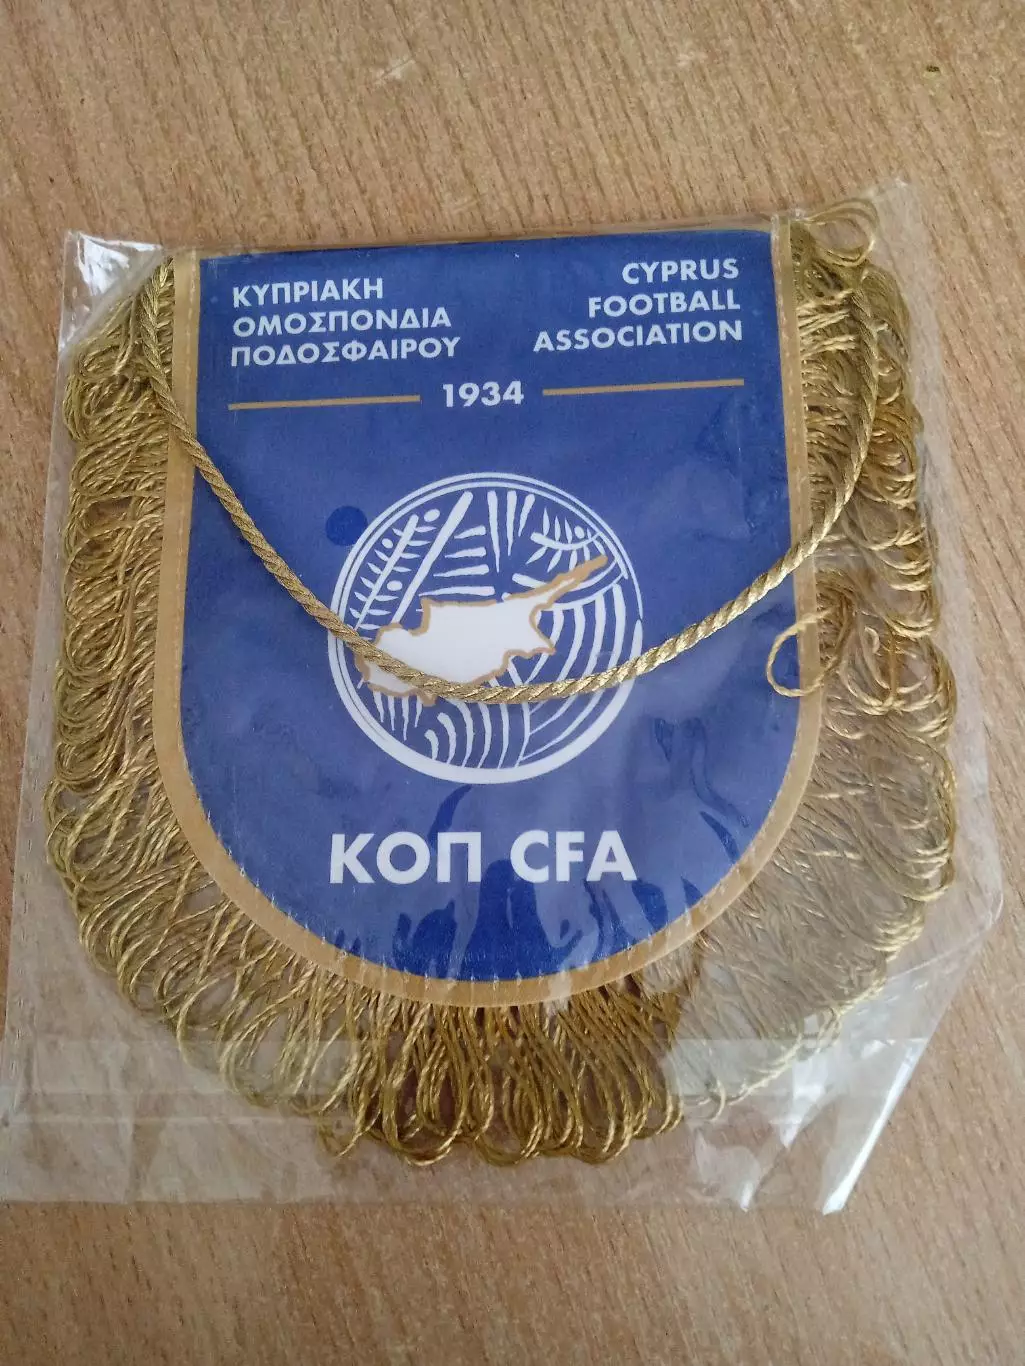 ΚΥΠΡΙΑΚΗ
ΟΜΟΣΠΟΝΔΙΑ
ΠΟΔΟΣΦΑΙΡΟΥ
CYPRUS
FOOTBALL
ASSOCIATION
1934
ΚΟΠ CFA